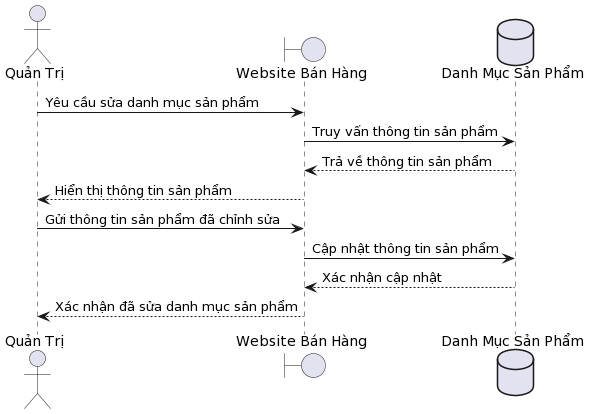 Quản Trị
Website Bán Hàng
Danh Mục Sản Phẩm
Yêu cầu sửa danh mục sản phẩm
Truy vấn thông tin sản phẩm
Trả về thông tin sản phẩm
Hiển thị thông tin sản phẩm
Gửi thông tin sản phẩm đã chỉnh sửa
Cập nhật thông tin sản phẩm
Xác nhận cập nhật
Xác nhận đã sửa danh mục sản phẩm
Quản Trị
Website Bán Hàng
Danh Mục Sản Phẩm